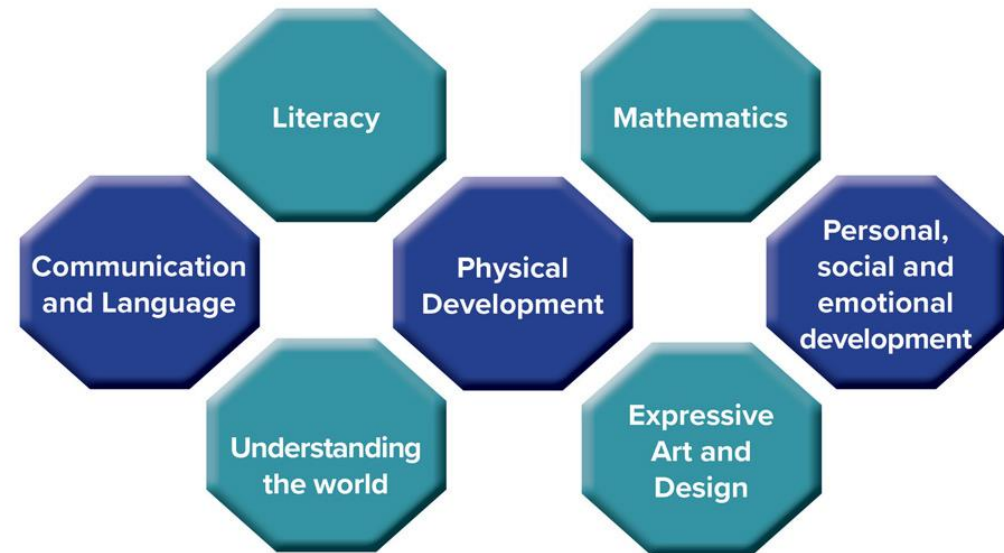 Literacy
Mathematics
Communication
and Language
Physical
Development
Personal,
social and
emotional
development
Understanding
the world
Expressive
Art and
Design